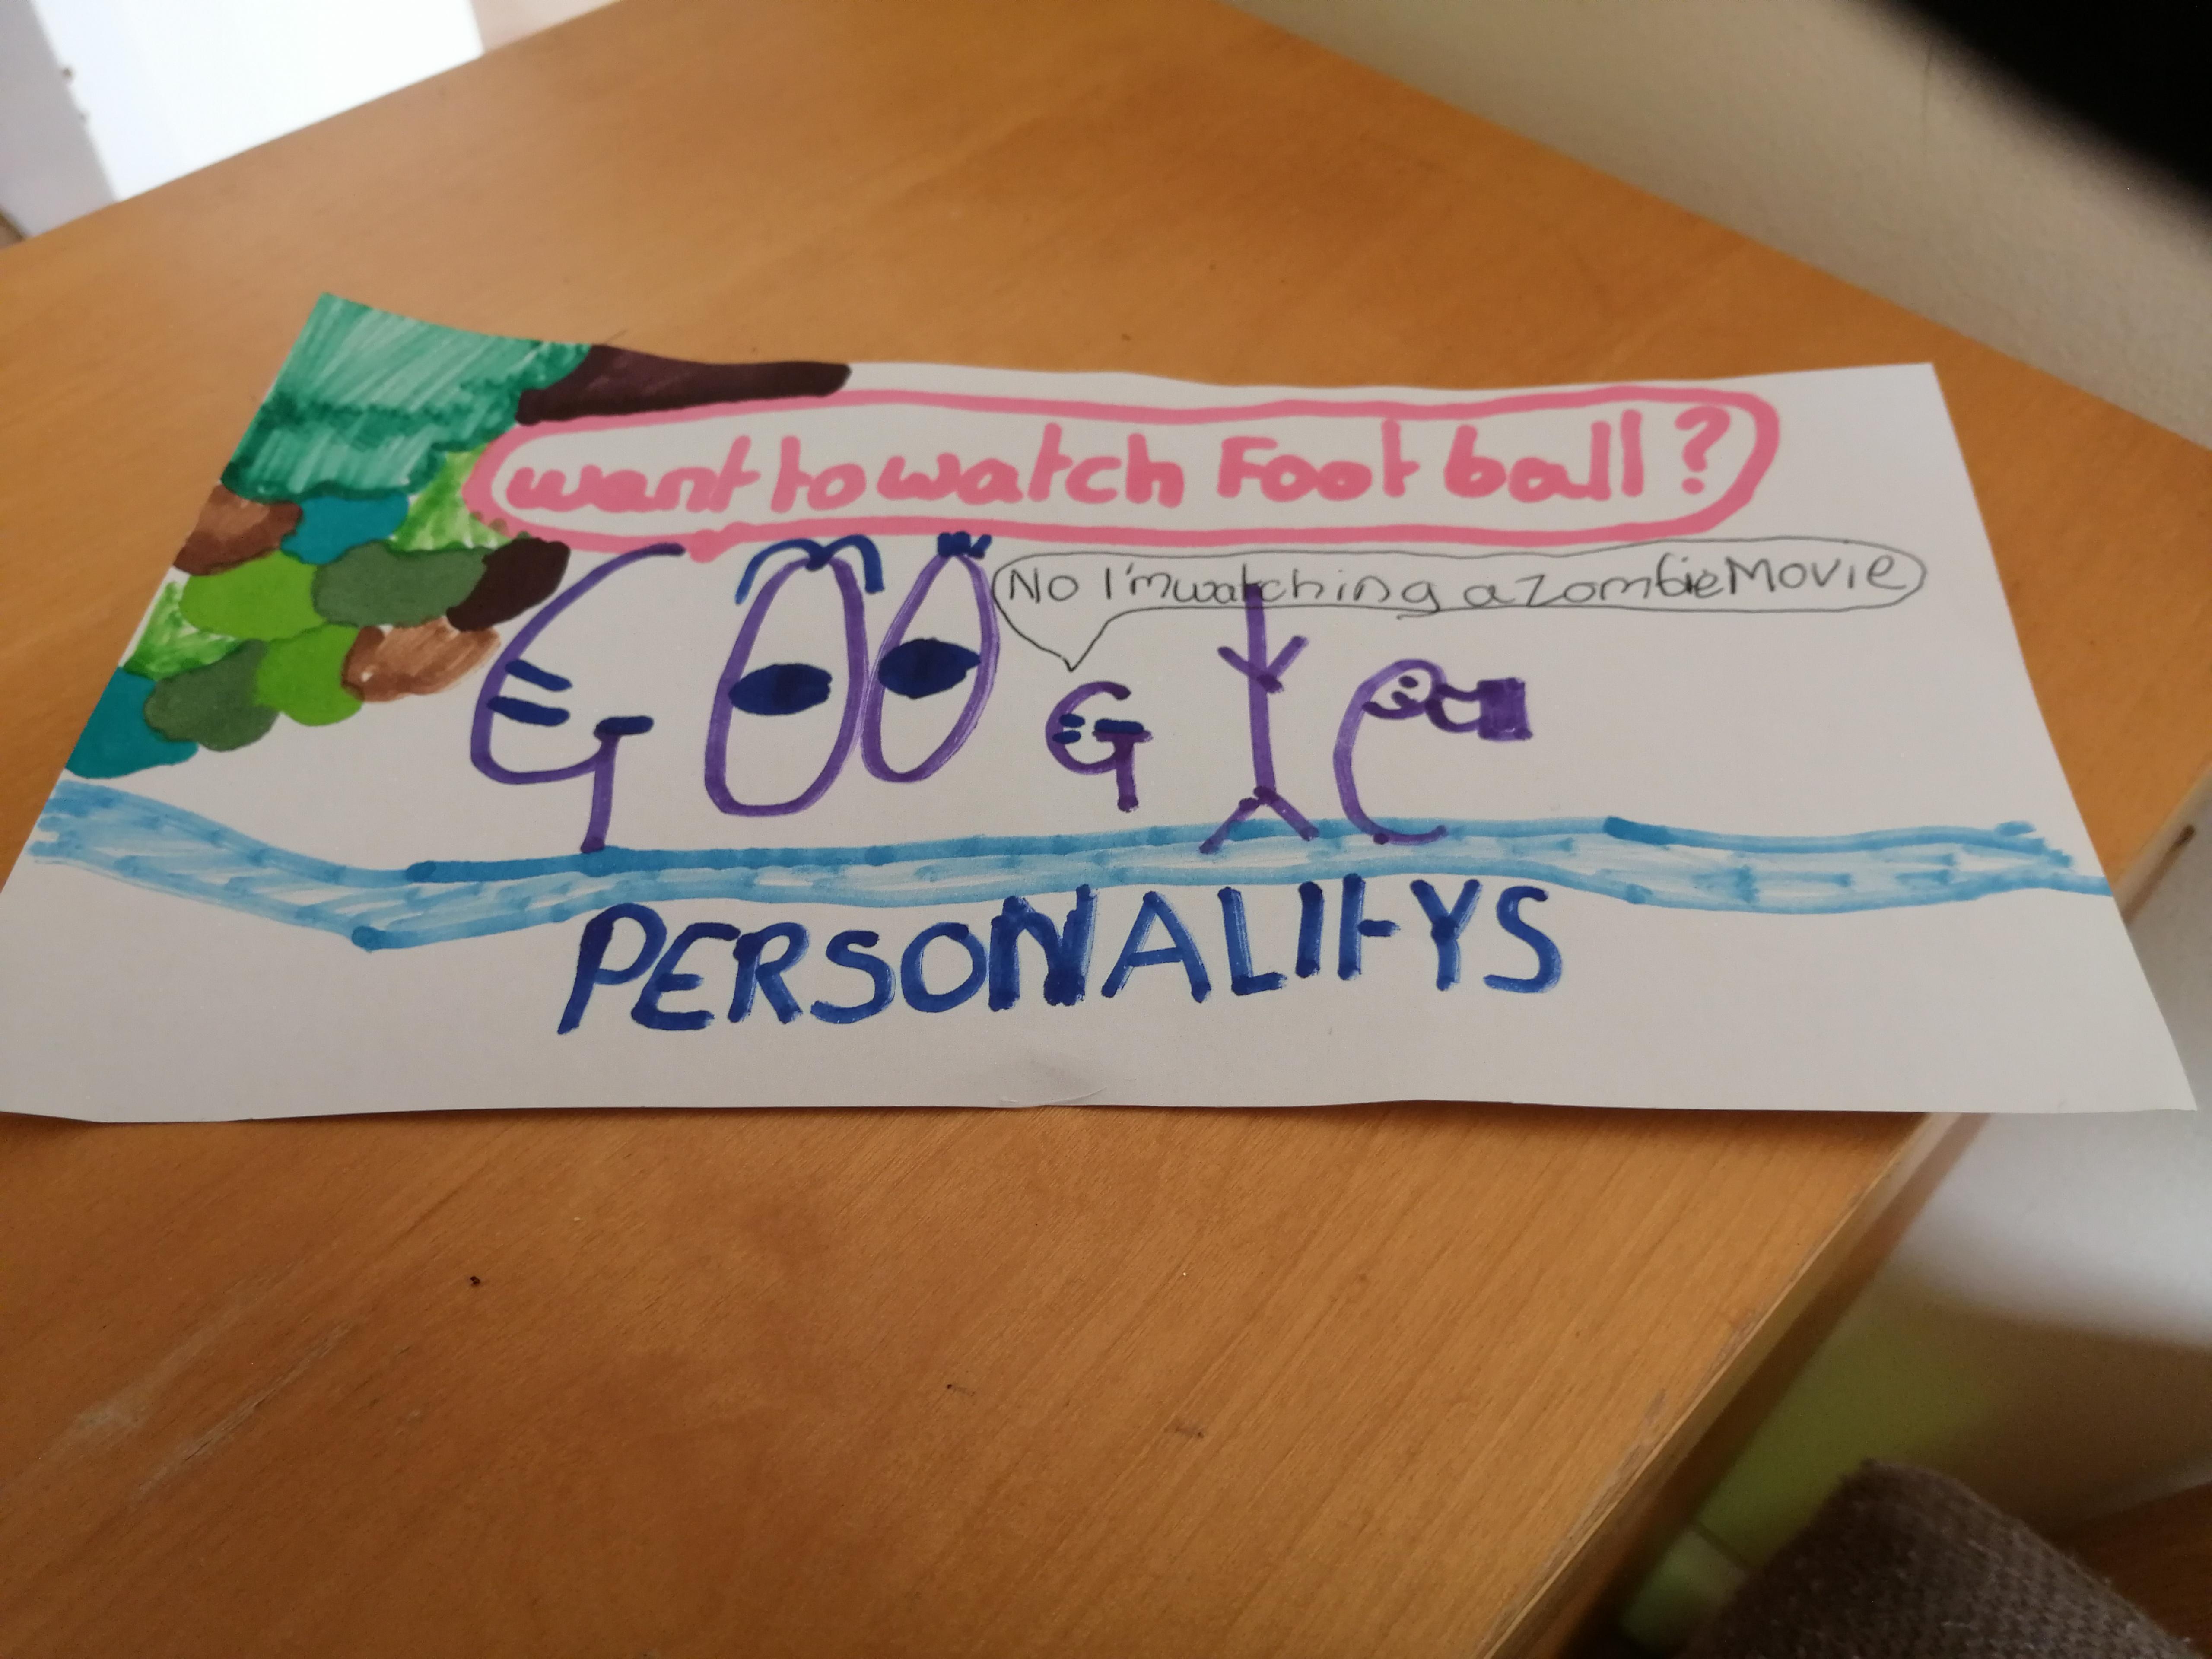 want to watch Football?
No I'm watching a zombie Movie
GOOGle
PERSONALITYS